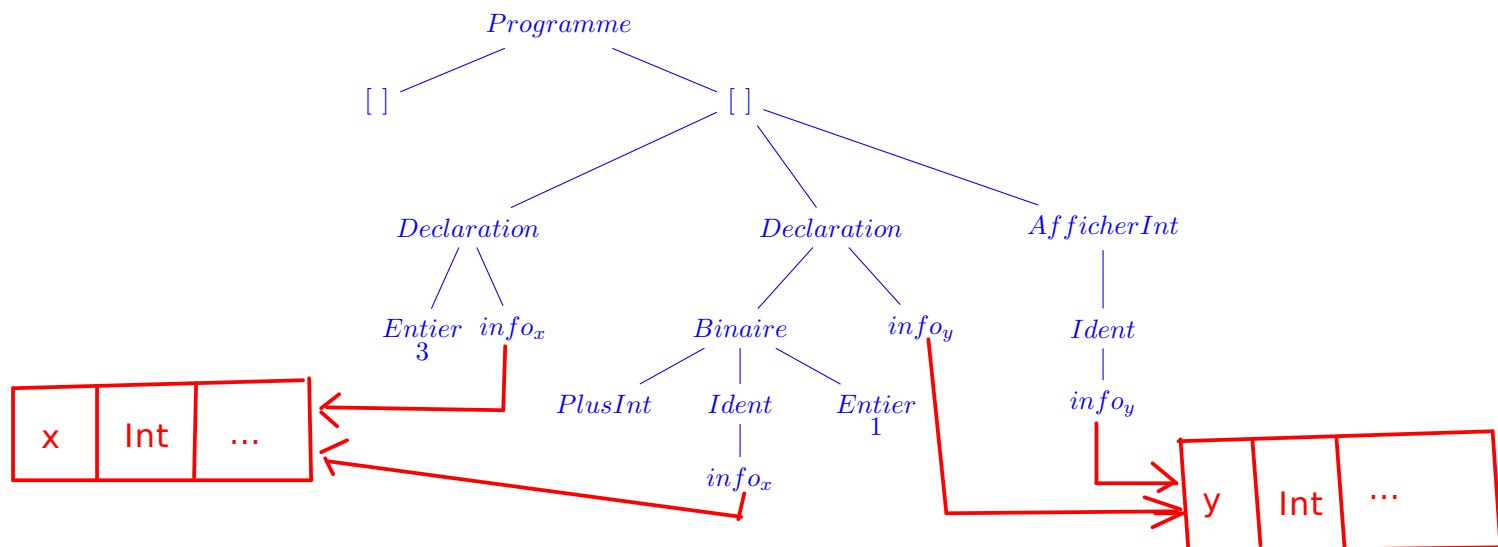 Programme
[ ] [ ]
Declaration Declaration AfficherInt
Entier info_x Binaire info_y Ident
3
PlusInt Ident Entier info_y
1
x Int ...
info_x
y Int ...